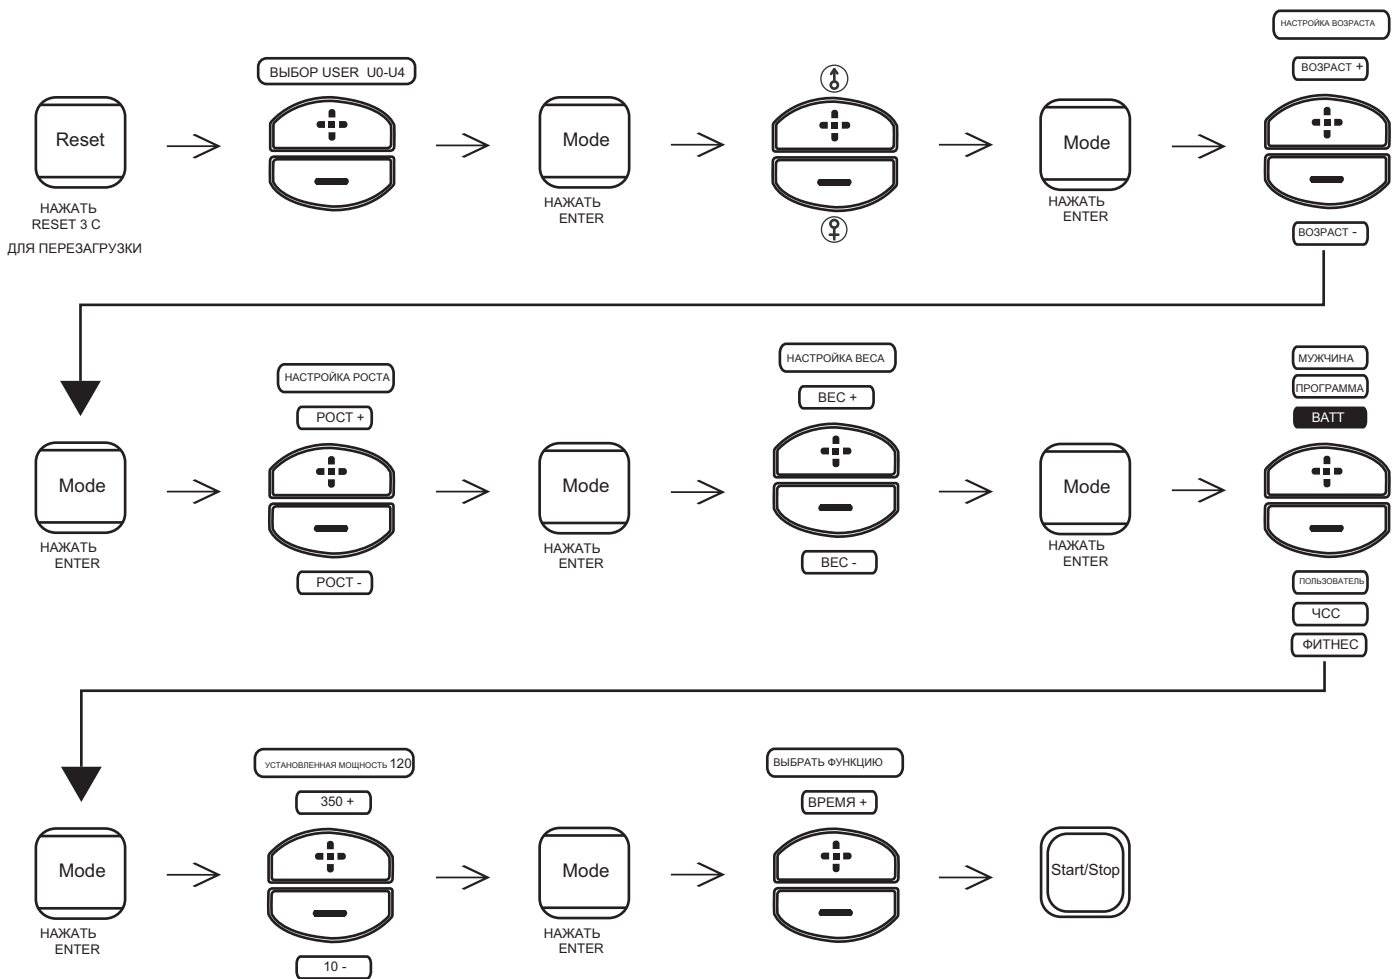 НАСТРОЙКА ВОЗРАСТА
ВЫБОР USER U0-U4
ВОЗРАСТ +
Reset
Mode
Mode
НАЖАТЬ
RESET 3 С
ДЛЯ ПЕРЕЗАГРУЗКИ
НАЖАТЬ
ENTER
НАЖАТЬ
ENTER
ВОЗРАСТ -
НАСТРОЙКА РОСТА
РОСТ +
НАСТРОЙКА ВЕСА
ВЕС +
МУЖЧИНА
ПРОГРАММА
ВАТТ
Mode
Mode
Mode
НАЖАТЬ
ENTER
РОСТ -
НАЖАТЬ
ENTER
ВЕС -
НАЖАТЬ
ENTER
ПОЛЬЗОВАТЕЛЬ
ЧСС
ФИТНЕС
УСТАНОВЛЕННАЯ МОЩНОСТЬ 120
350 +
ВЫБРАТЬ ФУНКЦИЮ
ВРЕМЯ +
Mode
Mode
Start/Stop
НАЖАТЬ
ENTER
10 -
НАЖАТЬ
ENTER